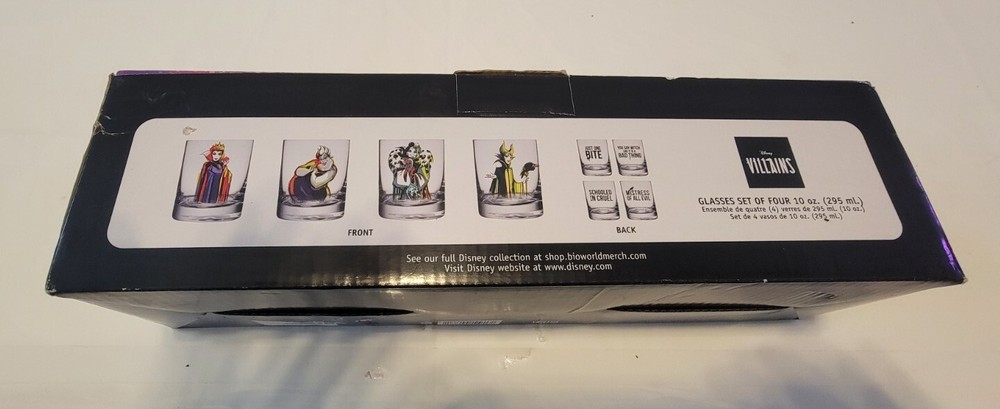 JUST ONE
BITE
YOU SAY WITCH
BAD THING
SCHOOLED
IN CRUEL
MISTRESS
OF ALL EVIL
FRONT
BACK
Disney
VILLAINS
GLASSES SET OF FOUR 10 oz. (295 mL.)
Ensemble de quatre (4) verres de 295 mL. (10 oz.)
Set de 4 vasos de 10 oz. (295 mL.)
See our full Disney collection at shop.bioworldmerch.com
Visit Disney website at www.disney.com